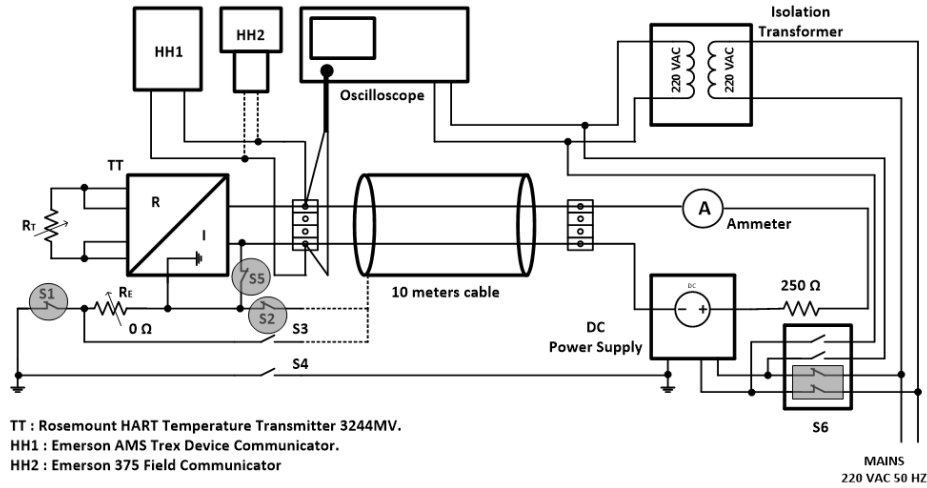 Isolation
Transformer
HH1
HH2
220 VAC
220 VAC
Oscilloscope
TT
R
I
RT
A
Ammeter
S5
S1
RE
0 Ω
S2
S3
S4
10 meters cable
DC
250 Ω
DC
Power Supply
S6
TT : Rosemount HART Temperature Transmitter 3244MV.
HH1 : Emerson AMS Trex Device Communicator.
HH2 : Emerson 375 Field Communicator
MAINS
220 VAC 50 HZ